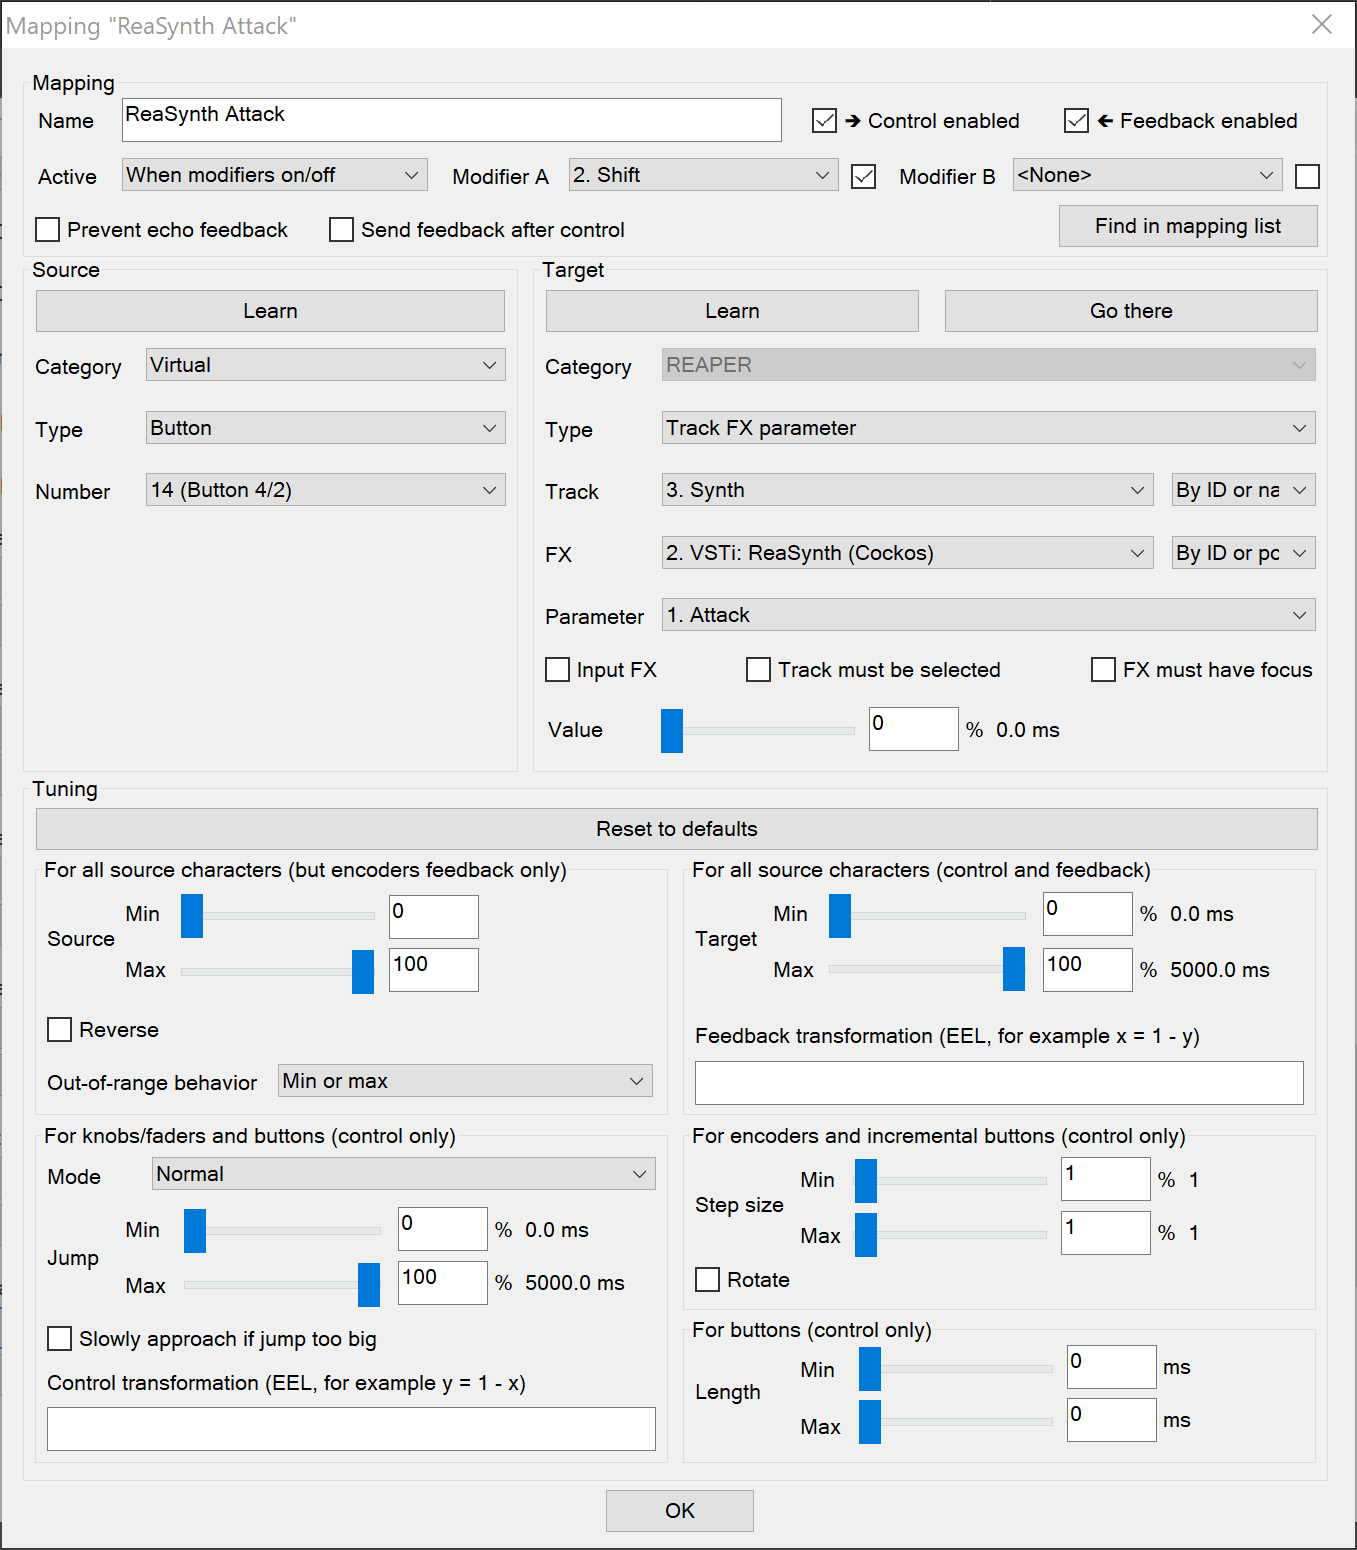 Mapping "ReaSynth Attack"
Mapping
Name ReaSynth Attack → Control enabled ← Feedback enabled
Active When modifiers on/off Modifier A 2. Shift Modifier B <None>
Prevent echo feedback Send feedback after control Find in mapping list
Source
Learn
Category Virtual
Type Button
Number 14 (Button 4/2)
Target
Learn Go there
Category REAPER
Type Track FX parameter
Track 3. Synth By ID or na
FX 2. VSTi: ReaSynth (Cockos) By ID or po
Parameter 1. Attack
Input FX Track must be selected FX must have focus
Value 0 % 0.0 ms
Tuning
Reset to defaults
For all source characters (but encoders feedback only)
Source
Min 0
Max 100
Reverse
Out-of-range behavior Min or max
For all source characters (control and feedback)
Target
Min 0 % 0.0 ms
Max 100 % 5000.0 ms
Feedback transformation (EEL, for example x = 1 - y)
For knobs/faders and buttons (control only)
Mode Normal
Jump
Min 0 % 0.0 ms
Max 100 % 5000.0 ms
Slowly approach if jump too big
Control transformation (EEL, for example y = 1 - x)
For encoders and incremental buttons (control only)
Step size
Min 1 % 1
Max 1 % 1
Rotate
For buttons (control only)
Length
Min 0 ms
Max 0 ms
OK